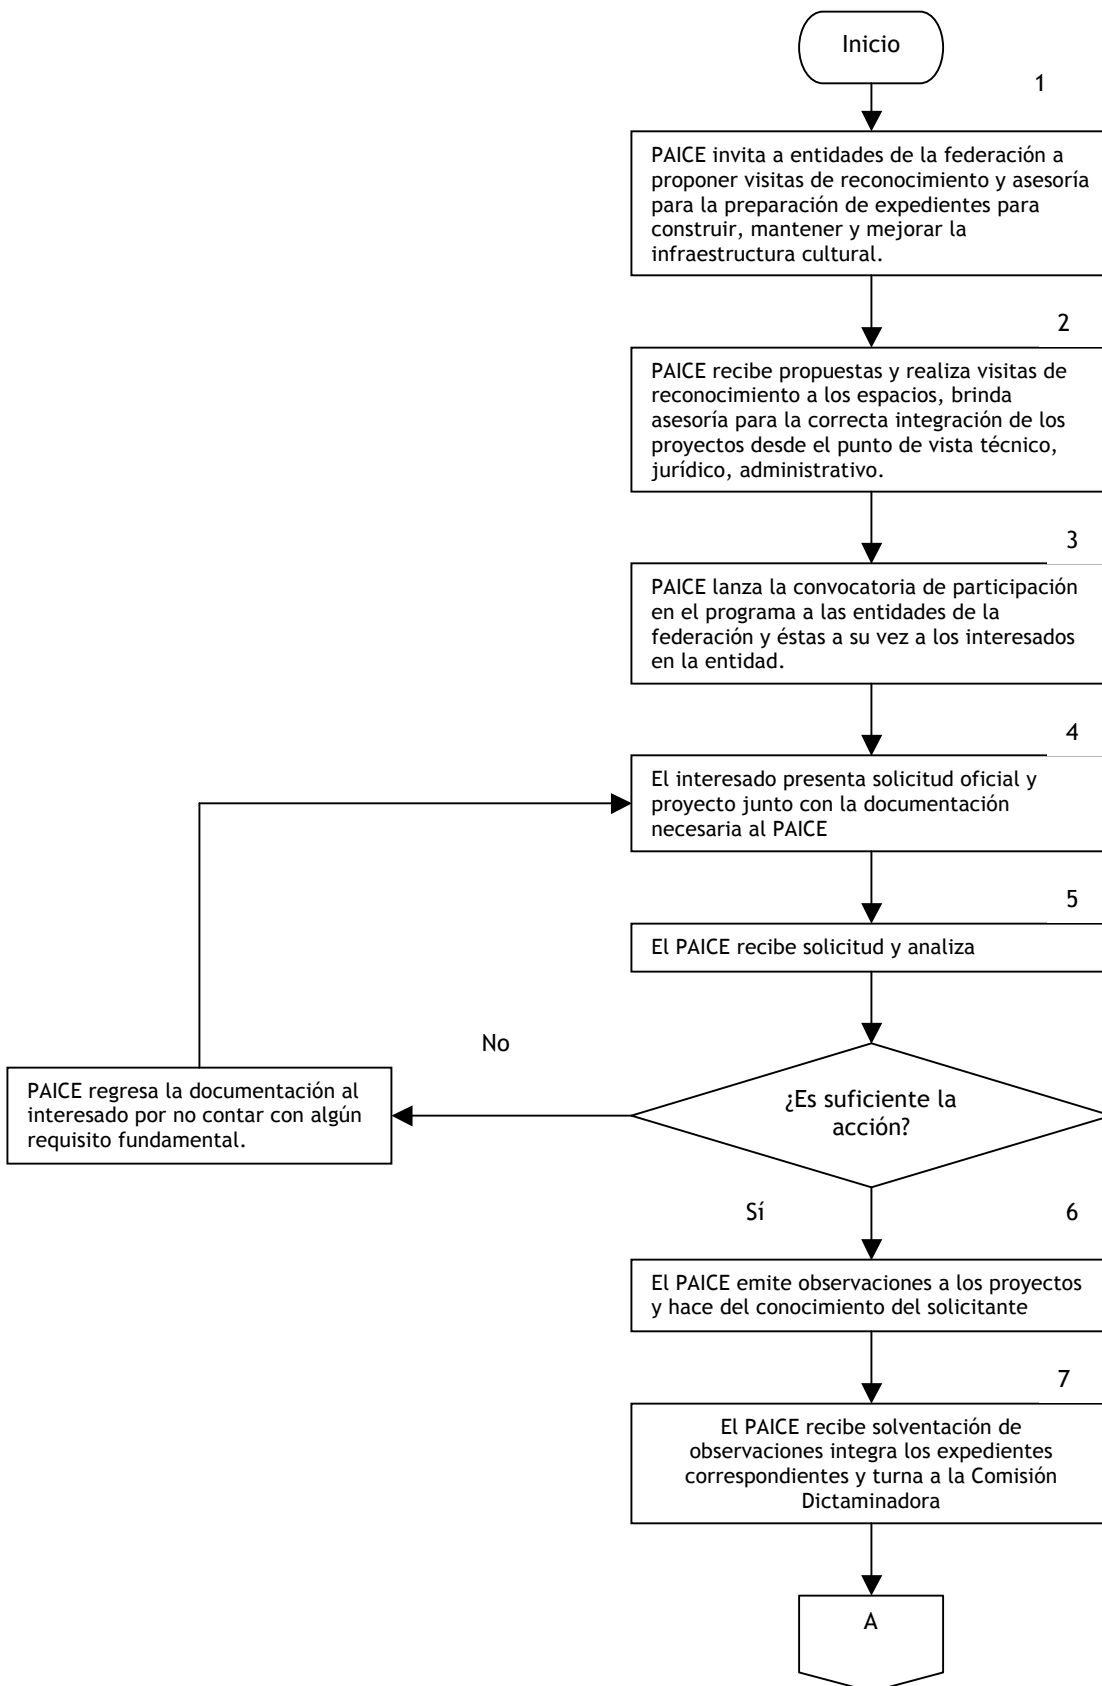 Inicio
1
PAICE invita a entidades de la federación a
proponer visitas de reconocimiento y asesoría
para la preparación de expedientes para
construir, mantener y mejorar la
infraestructura cultural.
2
PAICE recibe propuestas y realiza visitas de
reconocimiento a los espacios, brinda
asesoría para la correcta integración de los
proyectos desde el punto de vista técnico,
jurídico, administrativo.
3
PAICE lanza la convocatoria de participación
en el programa a las entidades de la
federación y éstas a su vez a los interesados
en la entidad.
4
El interesado presenta solicitud oficial y
proyecto junto con la documentación
necesaria al PAICE
5
El PAICE recibe solicitud y analiza
No
PAICE regresa la documentación al
interesado por no contar con algún
requisito fundamental.
¿Es suficiente la
acción?
Sí
6
El PAICE emite observaciones a los proyectos
y hace del conocimiento del solicitante
7
El PAICE recibe solventación de
observaciones integra los expedientes
correspondientes y turna a la Comisión
Dictaminadora
A